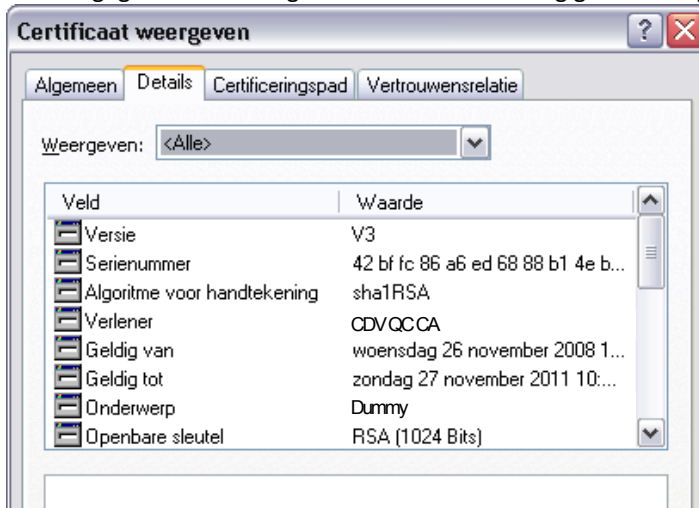 Certificaat weergeven
Algemeen Details Certificeringspad Vertrouwensrelatie
Weergeven: <Alle>
Veld Waarde
Versie V3
Serienummer 42 bf fc 86 a6 ed 68 88 b1 4e b...
Algoritme voor handtekening sha1RSA
Verlener CDV QC CA
Geldig van woensdag 26 november 2008 1...
Geldig tot zondag 27 november 2011 10:...
Onderwerp Dummy
Openbare sleutel RSA (1024 Bits)